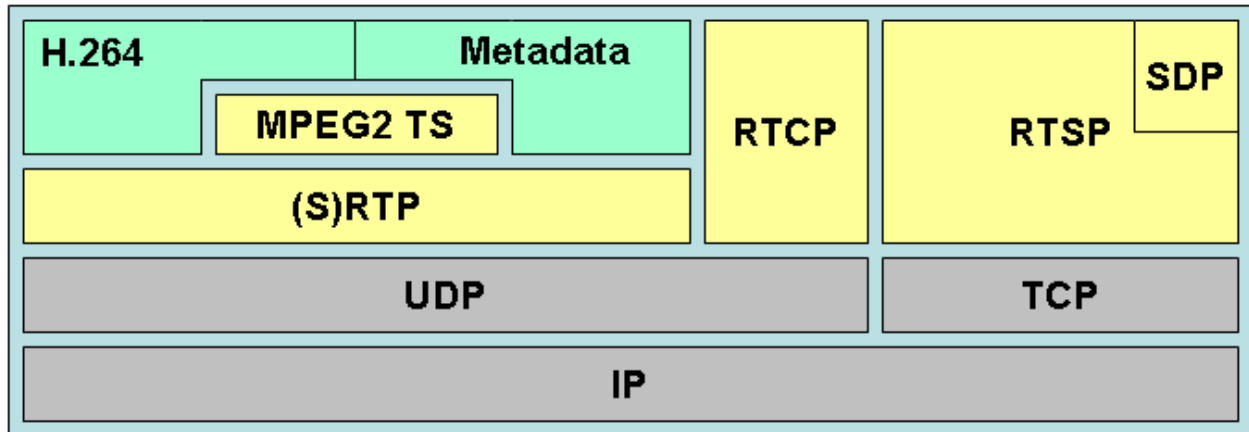 H.264
Metadata
SDP
MPEG2 TS
RTCP
RTSP
(S)RTP
UDP
TCP
IP